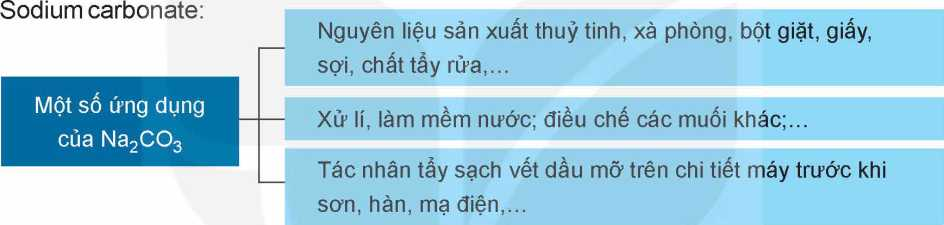 Sodium carbonate:
Nguyên liệu sản xuất thuỷ tinh, xà phòng, bột giặt, giấy,
sợi, chất tẩy rửa,...
Một số ứng dụng
của Na₂CO₃
Xử lí, làm mềm nước; điều chế các muối khác;...
Tác nhân tẩy sạch vết dầu mỡ trên chi tiết máy trước khi
sơn, hàn, mạ điện,...